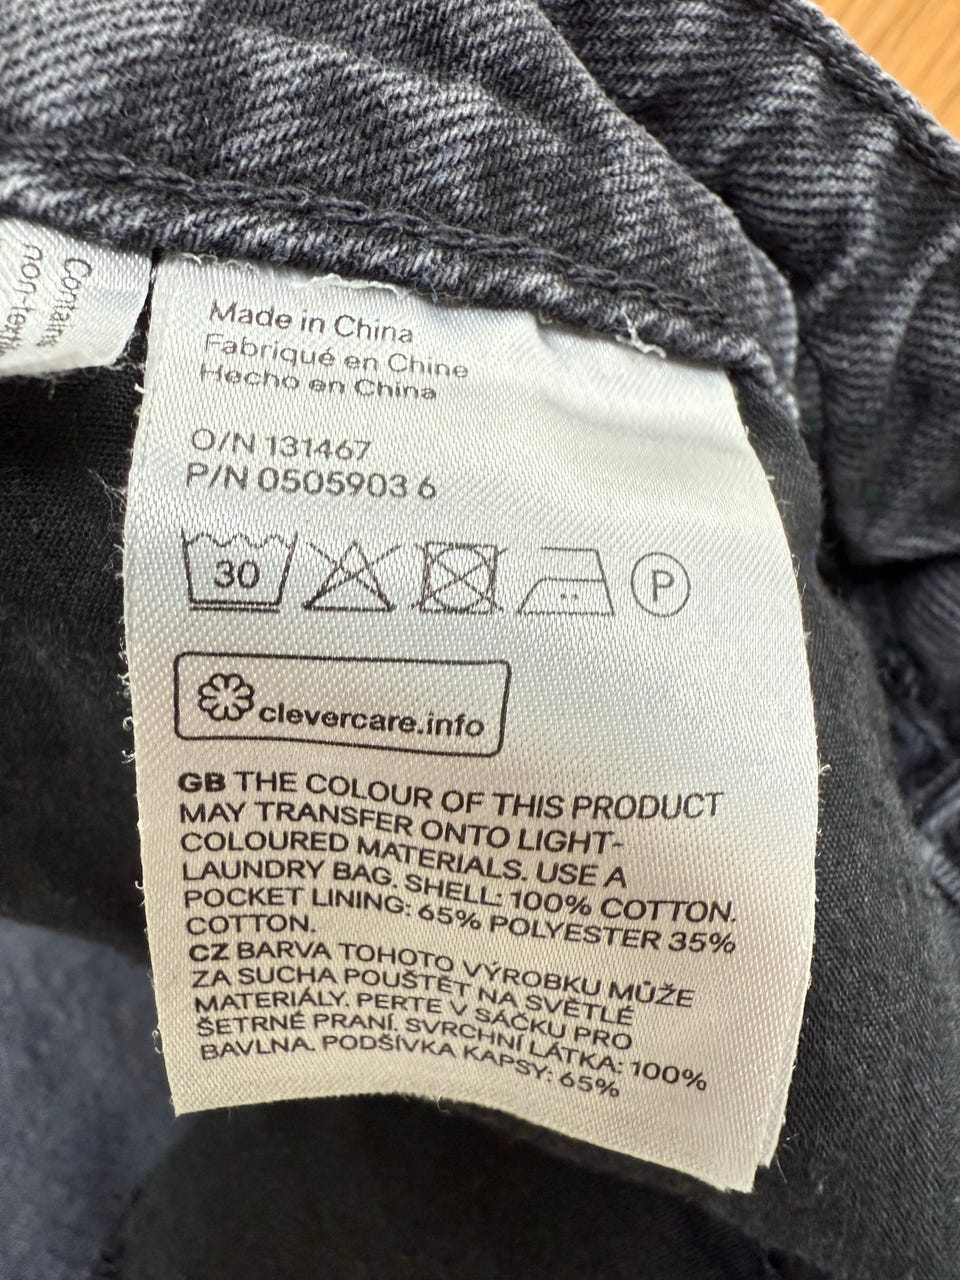 Contains
non-textile
Made in China
Fabriqué en Chine
Hecho en China
O/N 131467
P/N 0505903 6
30
P
clevercare.info
GB THE COLOUR OF THIS PRODUCT
MAY TRANSFER ONTO LIGHT-
COLOURED MATERIALS. USE A
LAUNDRY BAG. SHELL: 100% COTTON.
POCKET LINING: 65% POLYESTER 35%
COTTON.
CZ BARVA TOHOTO VÝROBKU MŮŽE
ZA SUCHA POUŠTĚT NA SVĚTLÉ
MATERIÁLY. PERTE V SÁČKU PRO
ŠETRNÉ PRANÍ. SVRCHNÍ LÁTKA: 100%
BAVLNA. PODŠÍVKA KAPSY: 65%